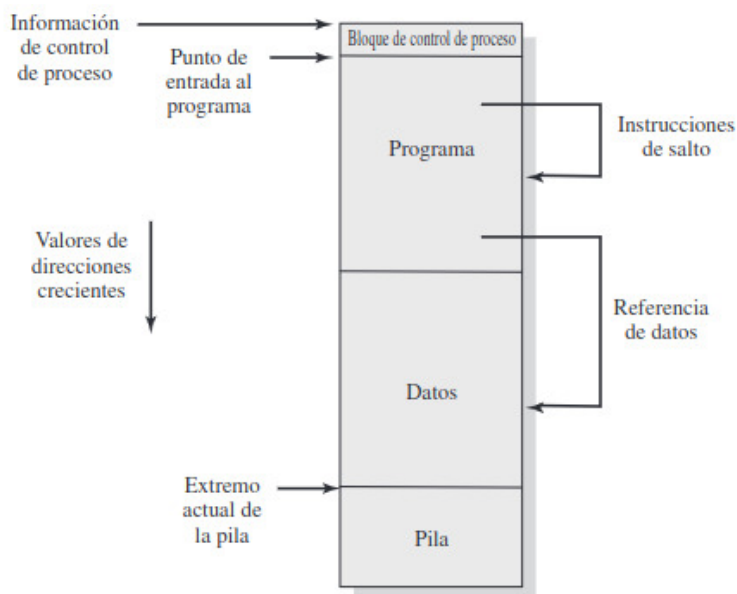 Información
de control
de proceso
Bloque de control de proceso
Punto de
entrada al
programa
Programa
Instrucciones
de salto
Valores de
direcciones
crecientes
Referencia
de datos
Datos
Extremo
actual de
la pila
Pila